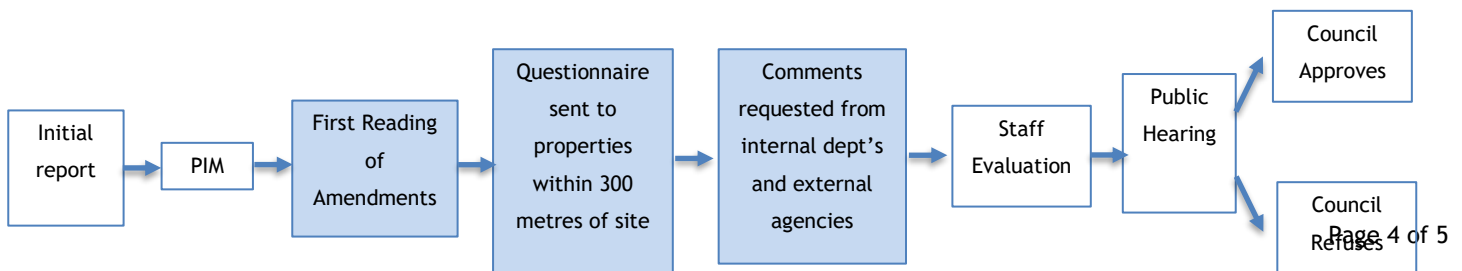 Initial
report
PIM
First Reading
of
Amendments
Questionnaire
sent to
properties
within 300
metres of site
Comments
requested from
internal dept’s
and external
agencies
Staff
Evaluation
Public
Hearing
Council
Approves
Council
Refuses
Page 4 of 5